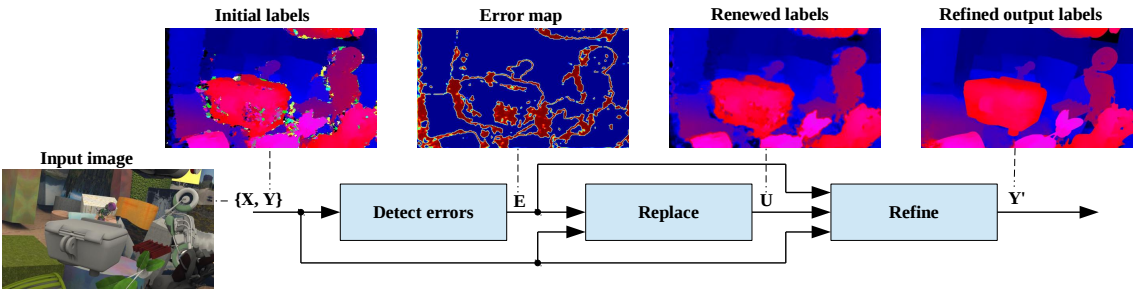 Initial labels
Error map
Renewed labels
Refined output labels
Input image
{X, Y}
Detect errors
E
Replace
U
Refine
Y'